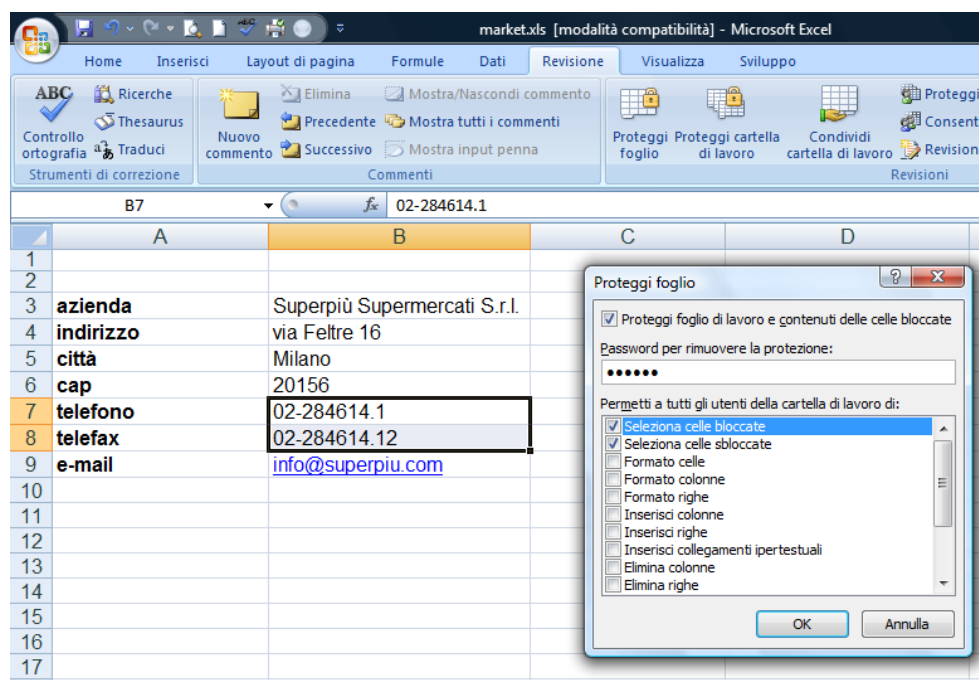 market.xls [modalità compatibilità] - Microsoft Excel
Home Inserisci Layout di pagina Formule Dati Revisione Visualizza Sviluppo
ABC Controllo ortografia
Ricerche
Thesaurus
Traduci
Strumenti di correzione
Nuovo commento
Elimina
Precedente
Successivo
Mostra/Nascondi commento
Mostra tutti i commenti
Mostra input penna
Commenti
Proteggi foglio
Proteggi cartella di lavoro
Condividi cartella di lavoro
Proteggi
Consent
Revision
Revisioni
B7 fx 02-284614.1
A B C D
1
2
3 azienda Superpiù Supermercati S.r.l.
4 indirizzo via Feltre 16
5 città Milano
6 cap 20156
7 telefono 02-284614.1
8 telefax 02-284614.12
9 e-mail info@superpiu.com
10
11
12
13
14
15
16
17
Proteggi foglio
Proteggi foglio di lavoro e contenuti delle celle bloccate
Password per rimuovere la protezione:
••••••
Permetti a tutti gli utenti della cartella di lavoro di:
Seleziona celle bloccate
Seleziona celle sbloccate
Formato celle
Formato colonne
Formato righe
Inserisci colonne
Inserisci righe
Inserisci collegamenti ipertestuali
Elimina colonne
Elimina righe
OK Annulla